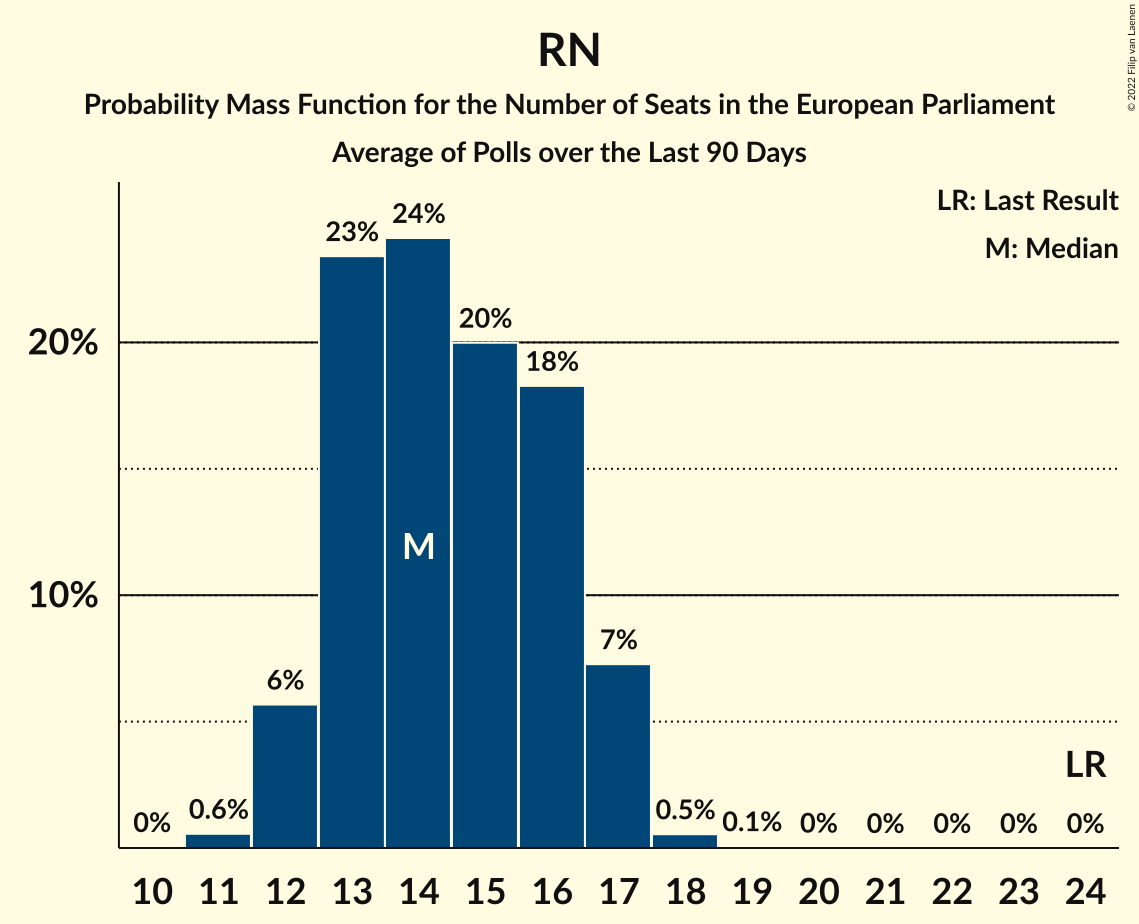 RN
Probability Mass Function for the Number of Seats in the European Parliament
Average of Polls over the Last 90 Days
© 2022 Filip van Laenen
LR: Last Result
M: Median
20%
10%
0%
0.6%
6%
23%
24%
20%
18%
7%
0.5%
0.1%
0%
0%
0%
0%
0%
M
LR
10 11 12 13 14 15 16 17 18 19 20 21 22 23 24